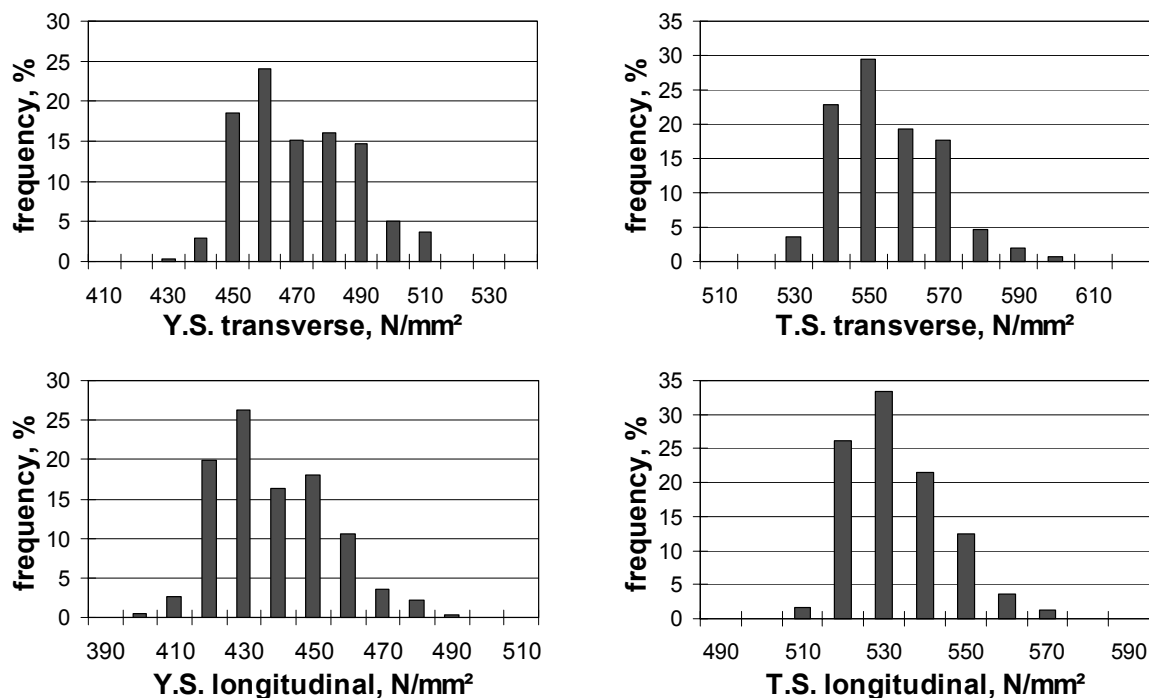 frequency, %
30
25
20
15
10
5
0
410 430 450 470 490 510 530
Y.S. transverse, N/mm²
frequency, %
35
30
25
20
15
10
5
0
510 530 550 570 590 610
T.S. transverse, N/mm²
frequency, %
30
25
20
15
10
5
0
390 410 430 450 470 490 510
Y.S. longitudinal, N/mm²
frequency, %
35
30
25
20
15
10
5
0
490 510 530 550 570 590
T.S. longitudinal, N/mm²